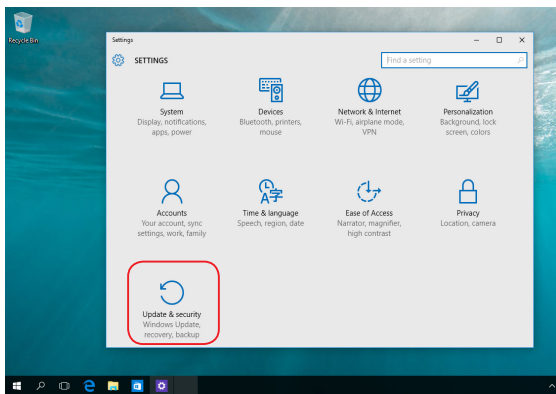 Recycle Bin
Settings
SETTINGS
Find a setting
System
Display, notifications,
apps, power
Devices
Bluetooth, printers,
mouse
Network & Internet
Wi-Fi, airplane mode,
VPN
Personalization
Background, lock
screen, colors
Accounts
Your account, sync
settings, work, family
Time & language
Speech, region, date
Ease of Access
Narrator, magnifier,
high contrast
Privacy
Location, camera
Update & security
Windows Update,
recovery, backup